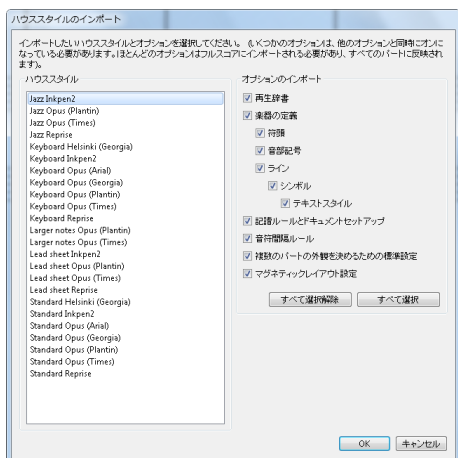 ハウススタイルのインポート
インポートしたいハウススタイルとオプションを選択してください。 (いくつかのオプションは、他のオプションと同時にオンに
なっている必要があります。ほとんどのオプションはフルスコアにインポートされる必要があり、すべてのパートに反映され
ます)。
ハウススタイル
Jazz Inkpen2
Jazz Opus (Plantin)
Jazz Opus (Times)
Jazz Reprise
Keyboard Helsinki (Georgia)
Keyboard Inkpen2
Keyboard Opus (Arial)
Keyboard Opus (Georgia)
Keyboard Opus (Plantin)
Keyboard Opus (Times)
Keyboard Reprise
Larger notes Opus (Plantin)
Larger notes Opus (Times)
Lead sheet Inkpen2
Lead sheet Opus (Plantin)
Lead sheet Opus (Times)
Lead sheet Reprise
Standard Helsinki (Georgia)
Standard Inkpen2
Standard Opus (Arial)
Standard Opus (Georgia)
Standard Opus (Plantin)
Standard Opus (Times)
Standard Reprise
オプションのインポート
再生辞書
楽器の定義
符頭
音部記号
ライン
シンボル
テキストスタイル
記譜ルールとドキュメントセットアップ
音符間隔ルール
複数のパートの外観を決めるための標準設定
マグネティックレイアウト設定
すべて選択解除
すべて選択
OK
キャンセル